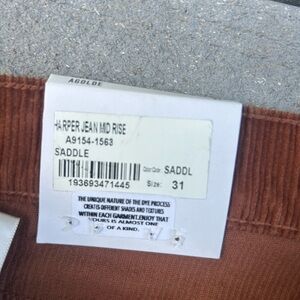 AGOLDE
HARPER JEAN MID RISE
A9154-1563
SADDLE
Color Code: SADDL
193693471445 Size: 31
THE UNIQUE NATURE OF THE DYE PROCESS
CREATES DIFFERENT SHADES AND TEXTURES
WITHIN EACH GARMENT. ENJOY THAT
YOURS IS ALMOST ONE
OF A KIND.